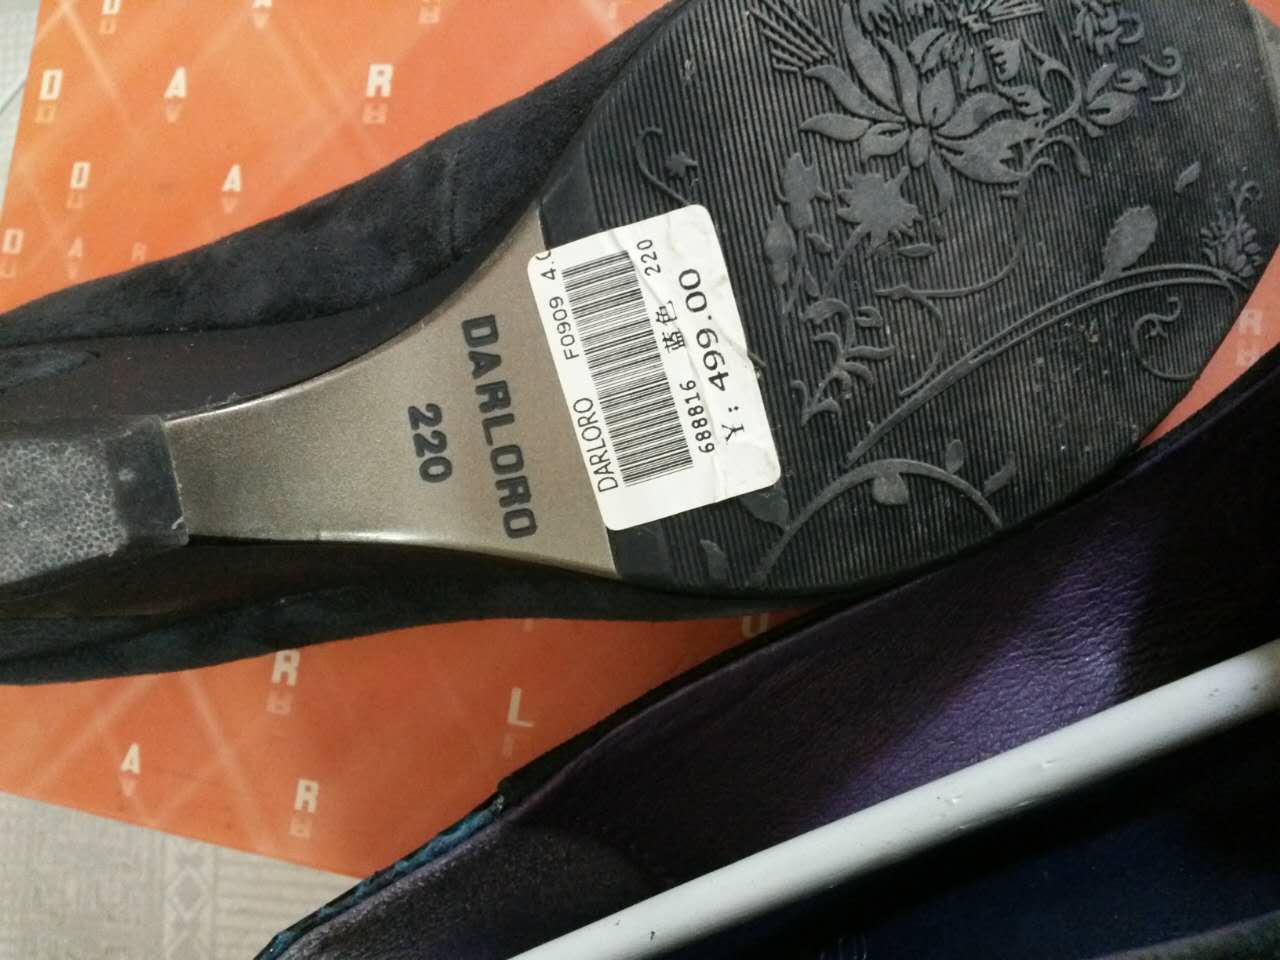 DARLORO
220
DARLORO F0909 4.0
688816 蓝色 220
Y: 499.00
D A R
D A
D A R
R
L
A R
R